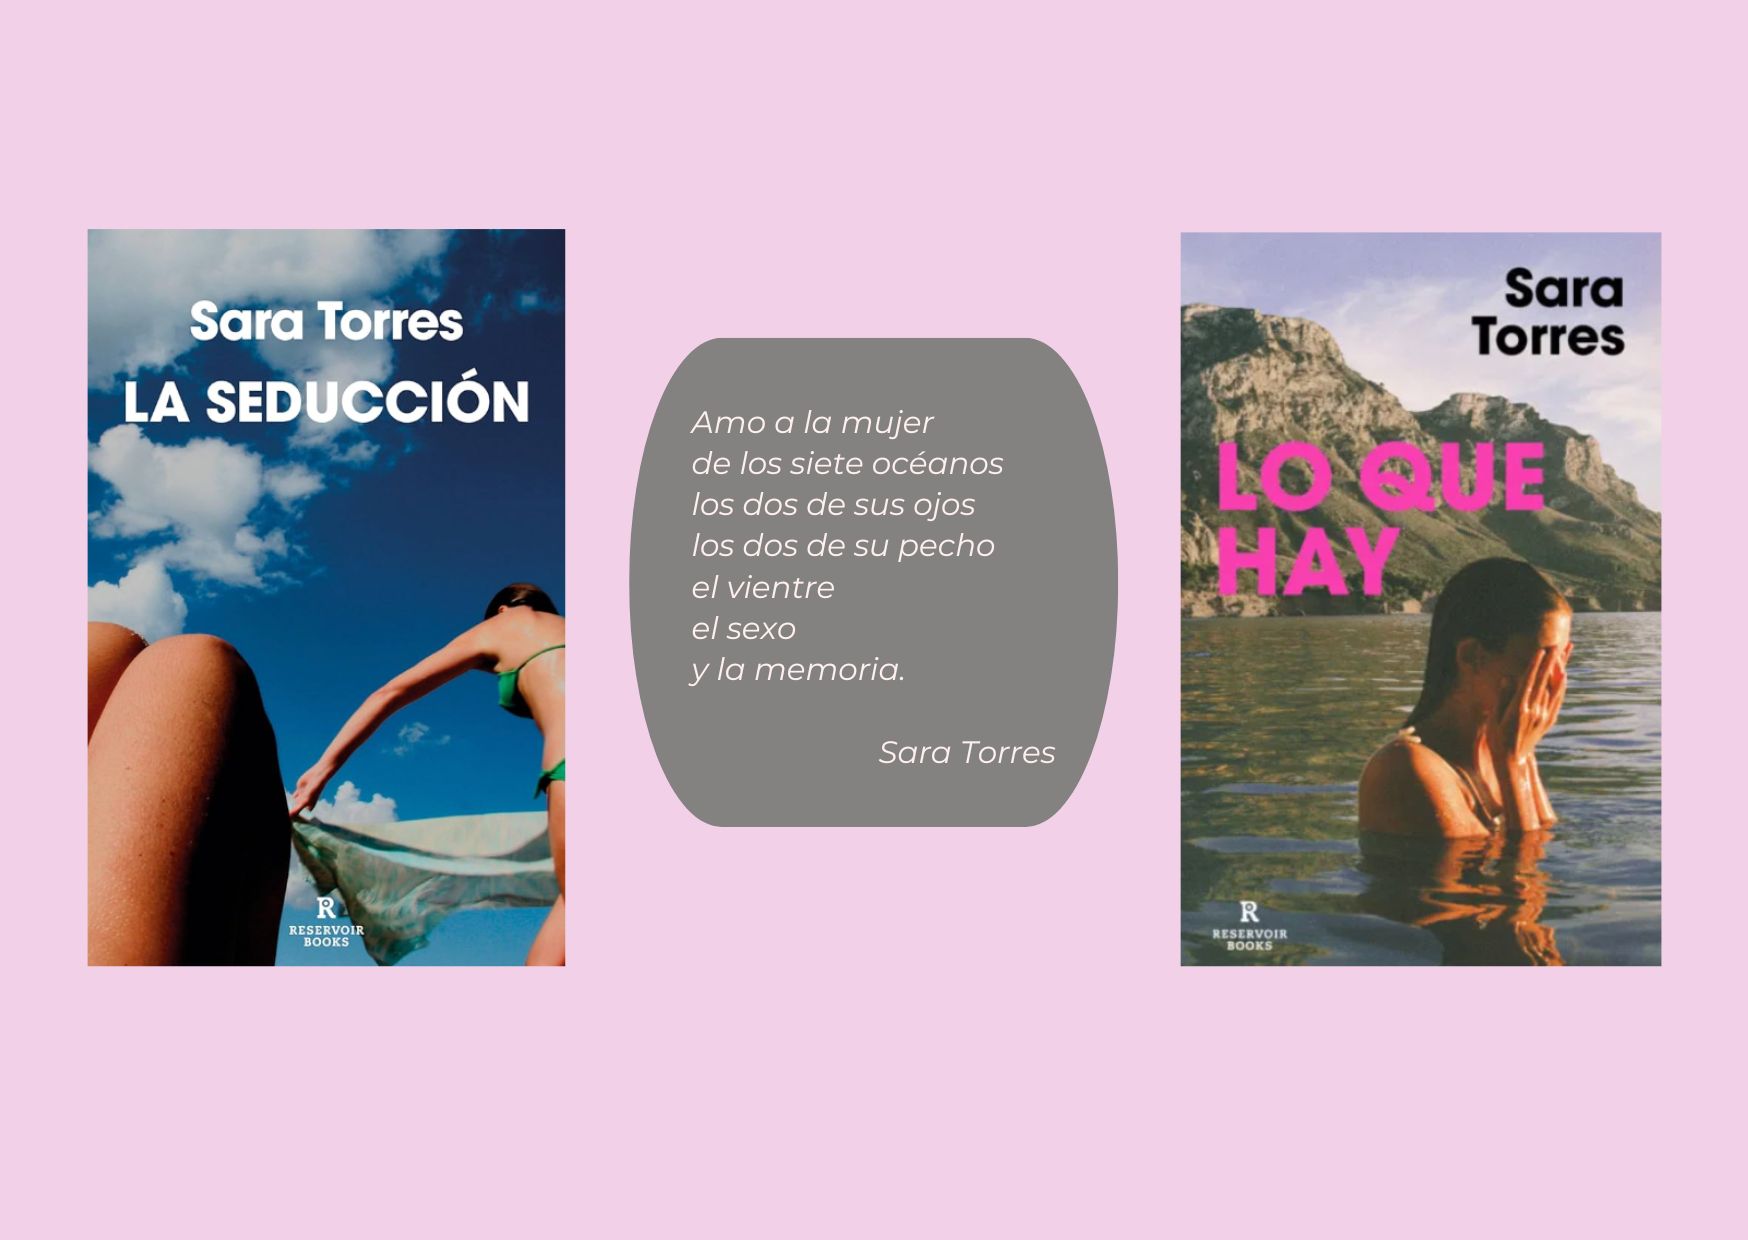 Sara Torres
LA SEDUCCIÓN
R
RESERVOIR
BOOKS
Amo a la mujer
de los siete océanos
los dos de sus ojos
los dos de su pecho
el vientre
el sexo
y la memoria.
Sara Torres
Sara
Torres
LO QUE
HAY
R
RESERVOIR
BOOKS